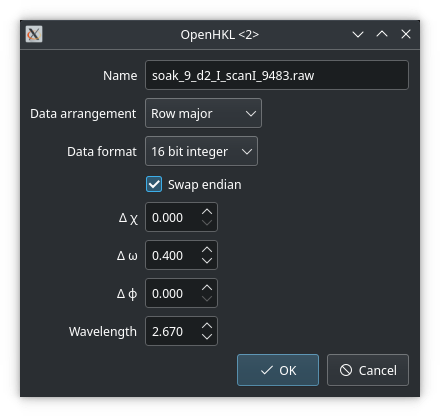 OpenHKL <2>
Name soak_9_d2_I_scanI_9483.raw
Data arrangement Row major
Data format 16 bit integer
Swap endian
Δ χ 0.000
Δ ω 0.400
Δ ϕ 0.000
Wavelength 2.670
OK Cancel